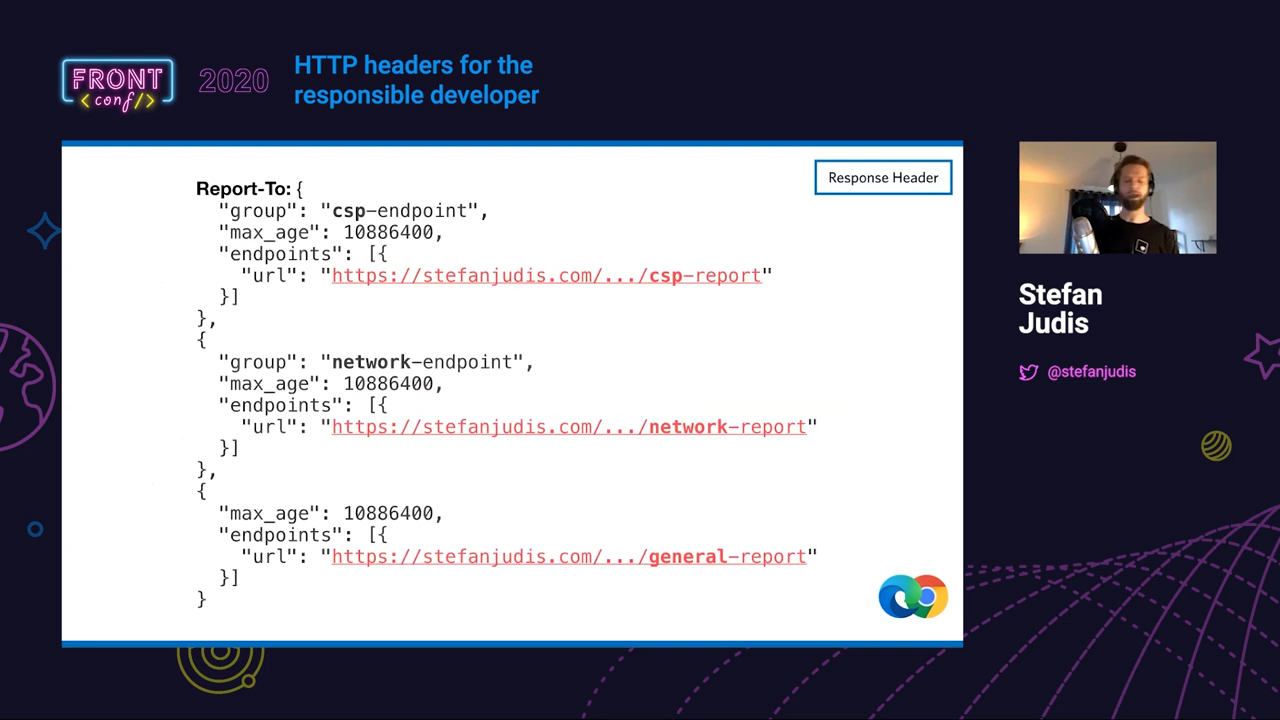 FRONT
<conf/>
2020
HTTP headers for the
responsible developer
Response Header
Report-To: {
"group": "csp-endpoint",
"max_age": 10886400,
"endpoints": [{
"url": "https://stefanjudis.com/.../csp-report"
}]
},
{
"group": "network-endpoint",
"max_age": 10886400,
"endpoints": [{
"url": "https://stefanjudis.com/.../network-report"
}]
},
{
"max_age": 10886400,
"endpoints": [{
"url": "https://stefanjudis.com/.../general-report"
}]
}
Stefan
Judis
@stefanjudis